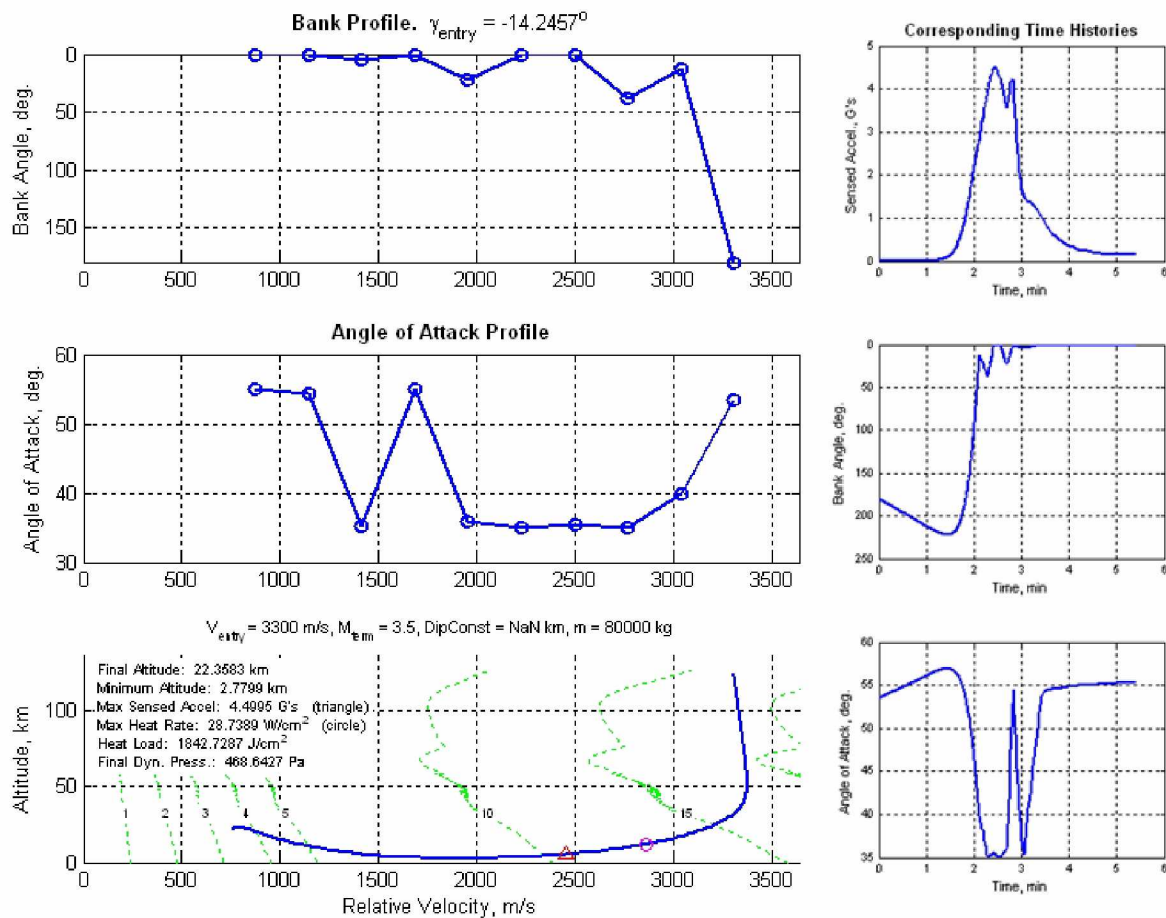 Bank Profile. γentry = -14.2457°
0
50
100
150
Bank Angle, deg.
0 500 1000 1500 2000 2500 3000 3500
Angle of Attack Profile
60
50
40
30
Angle of Attack, deg.
0 500 1000 1500 2000 2500 3000 3500
Ventry = 3300 m/s, Mterm = 3.5, DipConst = NaN km, m = 80000 kg
Final Altitude: 22.3583 km
Minimum Altitude: 2.7799 km
Max Sensed Accel: 4.4995 G's (triangle)
Max Heat Rate: 28.7389 W/cm² (circle)
Heat Load: 1842.7287 J/cm²
Final Dyn. Press.: 468.6427 Pa
100
50
0
Altitude, km
1 2 3 4 5 10 15
0 500 1000 1500 2000 2500 3000 3500
Relative Velocity, m/s
Corresponding Time Histories
5
4
3
2
1
0
Sensed Accel., G's
0 1 2 3 4 5 6
Time, min
0
50
100
150
200
250
Bank Angle, deg.
0 1 2 3 4 5 6
Time, min
60
55
50
45
40
35
Angle of Attack, deg.
0 1 2 3 4 5 6
Time, min